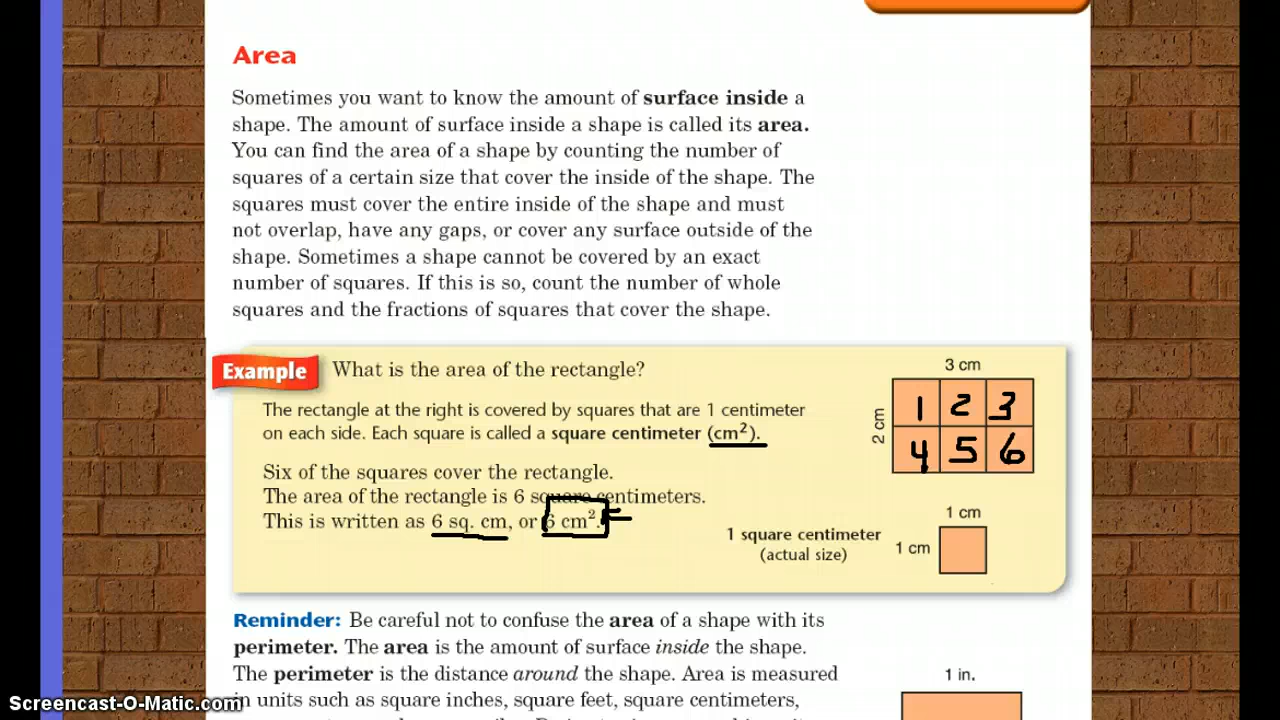 Area
Sometimes you want to know the amount of surface inside a
shape. The amount of surface inside a shape is called its area.
You can find the area of a shape by counting the number of
squares of a certain size that cover the inside of the shape. The
squares must cover the entire inside of the shape and must
not overlap, have any gaps, or cover any surface outside of the
shape. Sometimes a shape cannot be covered by an exact
number of squares. If this is so, count the number of whole
squares and the fractions of squares that cover the shape.
Example What is the area of the rectangle?
The rectangle at the right is covered by squares that are 1 centimeter
on each side. Each square is called a square centimeter (cm²).
Six of the squares cover the rectangle.
The area of the rectangle is 6 square centimeters.
This is written as 6 sq. cm, or 6 cm².
3 cm
2 cm
1 2 3
4 5 6
1 cm
1 cm
1 square centimeter
(actual size)
Reminder: Be careful not to confuse the area of a shape with its
perimeter. The area is the amount of surface inside the shape.
The perimeter is the distance around the shape. Area is measured
in units such as square inches, square feet, square centimeters,
1 in.
Screencast-O-Matic.com